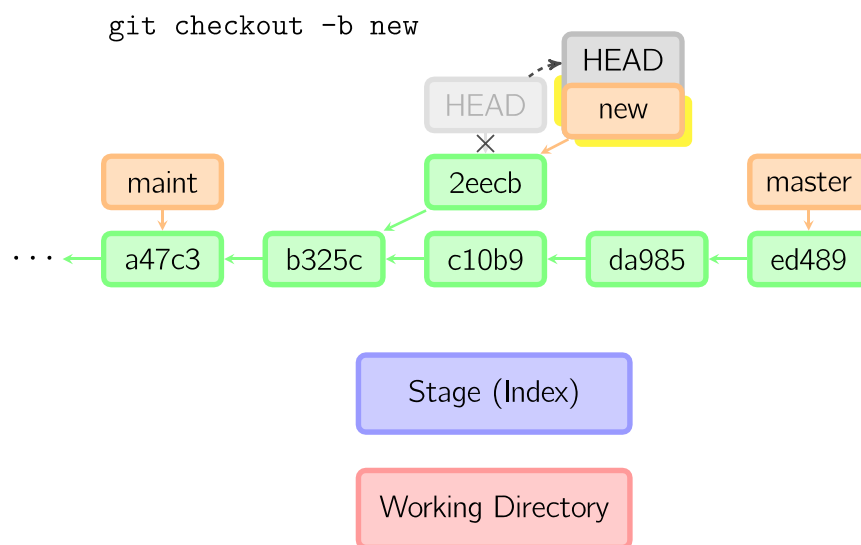 git checkout -b new
HEAD
HEAD
new
maint
2eecb
master
...
a47c3
b325c
c10b9
da985
ed489
Stage (Index)
Working Directory